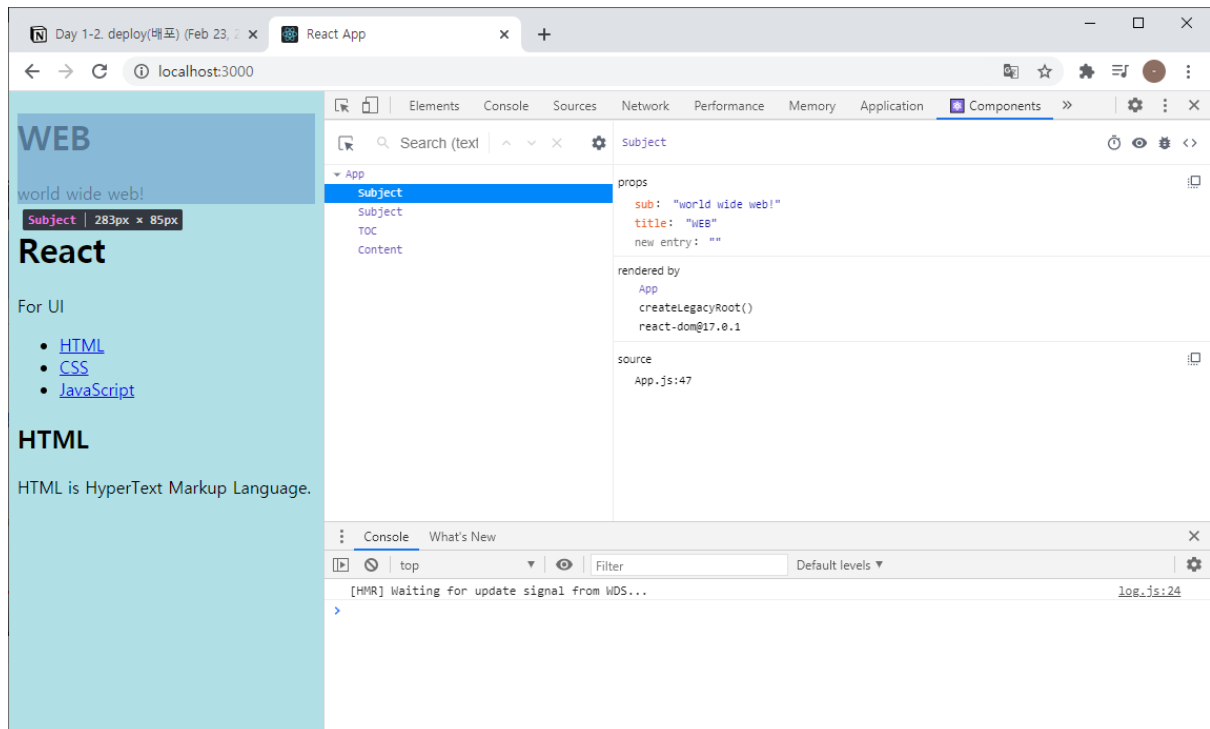 Day 1-2. deploy(배포) (Feb 23, 2
React App
localhost:3000
WEB
world wide web!
Subject | 283px × 85px
React
For UI
HTML
CSS
JavaScript
HTML
HTML is HyperText Markup Language.
Elements Console Sources Network Performance Memory Application Components
Search (text
App
Subject
Subject
TOC
Content
Subject
props
sub: "world wide web!"
title: "WEB"
new entry: ""
rendered by
App
createLegacyRoot()
react-dom@17.0.1
source
App.js:47
Console What's New
top Filter Default levels
[HMR] Waiting for update signal from WDS... log.js:24